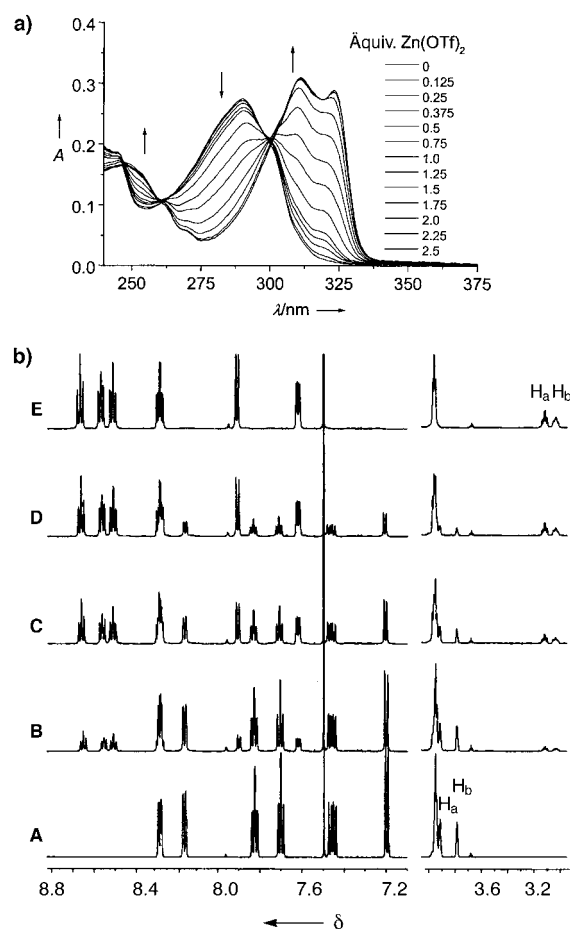 a)
0.4
0.3
0.2
0.1
0.0
A
Äquiv. Zn(OTf)2
0
0.125
0.25
0.375
0.5
0.75
1.0
1.25
1.5
1.75
2.0
2.25
2.5
250 275 300 325 350 375
λ/nm
b)
E
Ha Hb
D
C
B
A
Ha Hb
8.8 8.4 8.0 7.6 7.2 3.6 3.2
δ